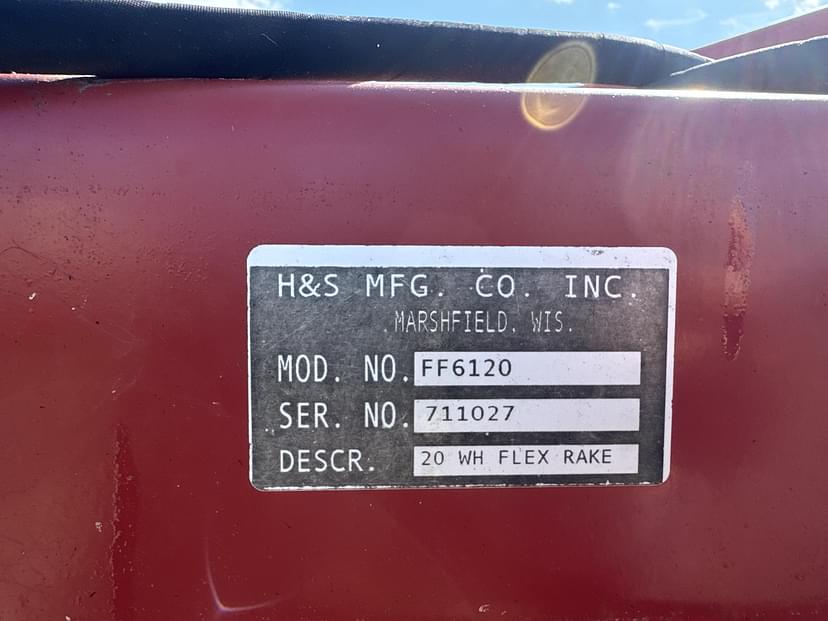 H&S MFG. CO. INC.
MARSHFIELD, WIS.
MOD. NO. FF6120
SER. NO. 711027
DESCR. 20 WH FLEX RAKE